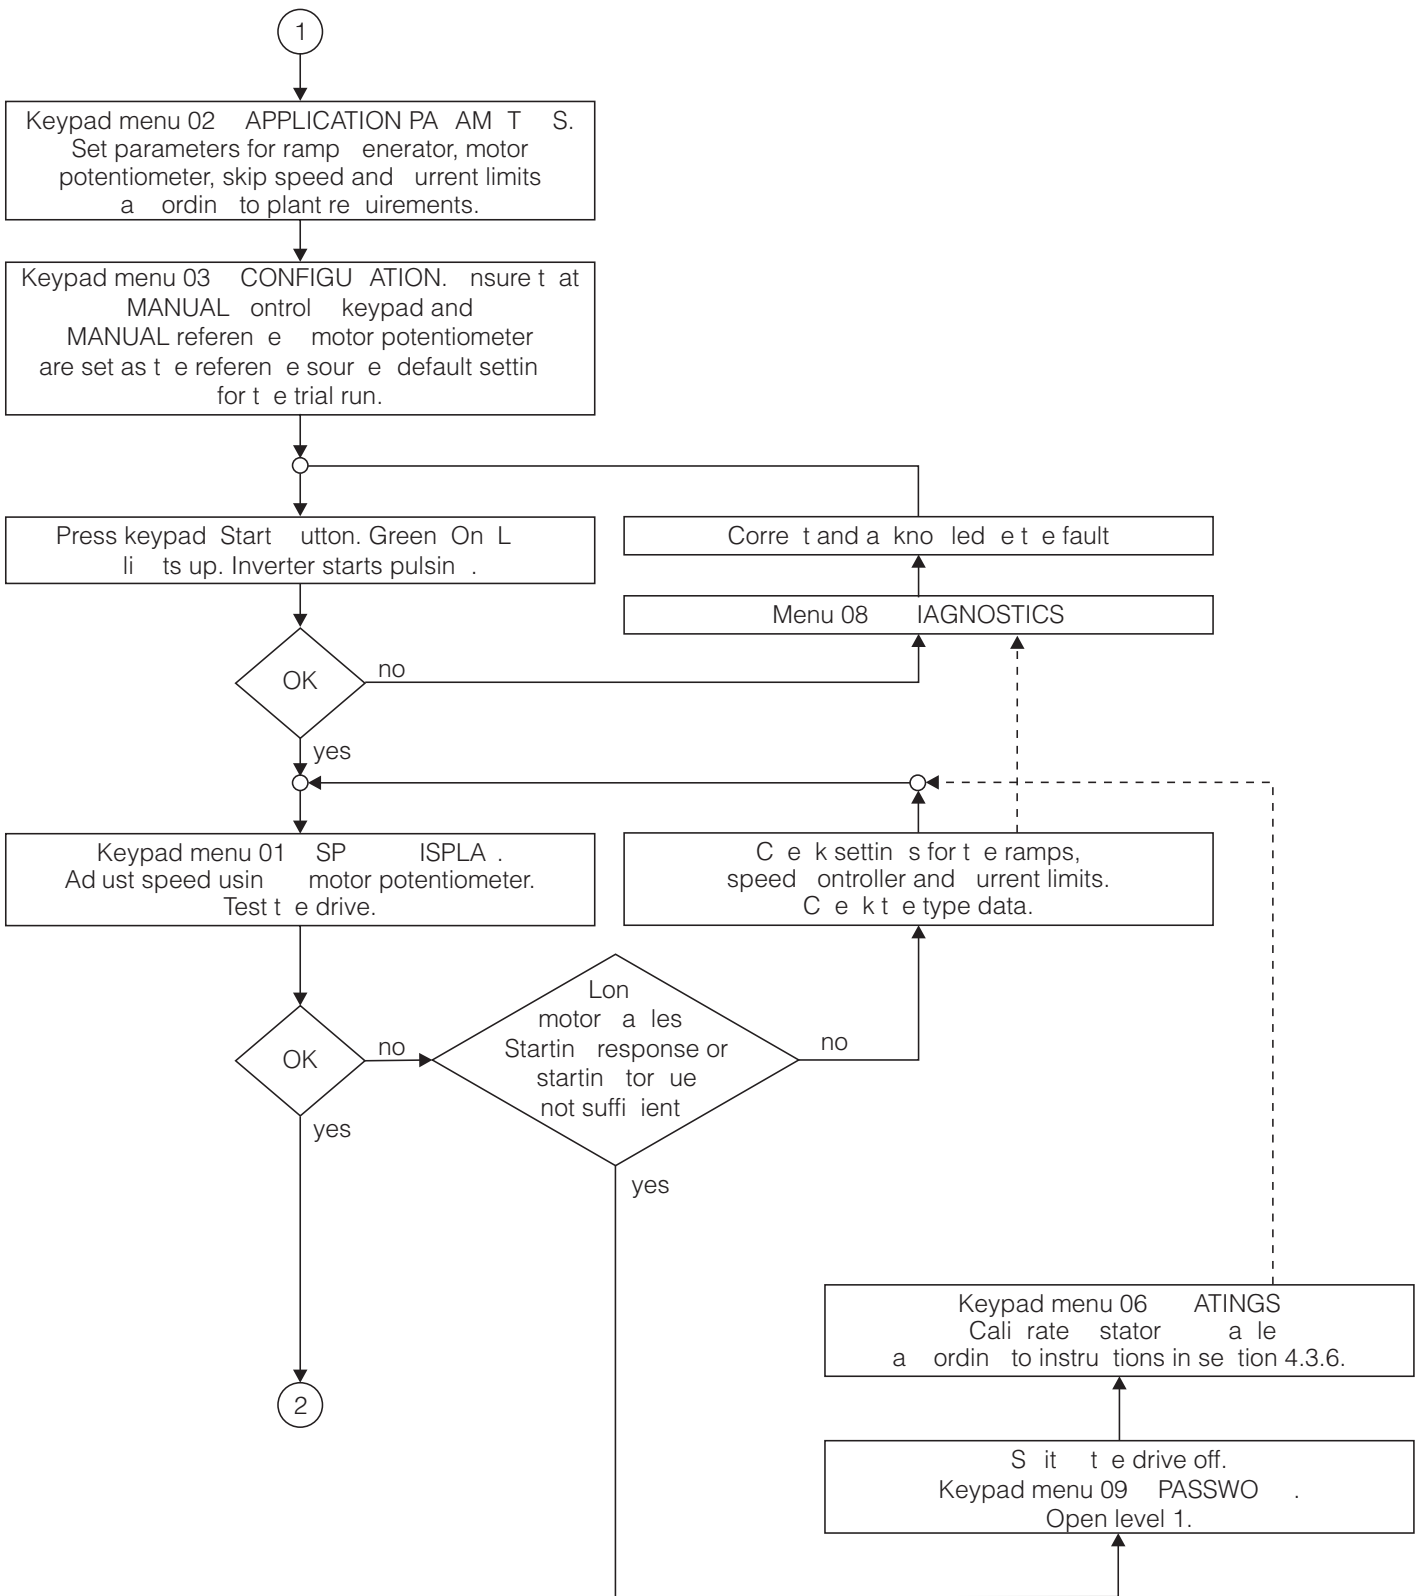 1
Keypad menu 02 APPLICATION PA AM T S.
Set parameters for ramp enerator, motor
potentiometer, skip speed and urrent limits
a ordin to plant re uirements.
Keypad menu 03 CONFIGU ATION. nsure t at
MANUAL ontrol keypad and
MANUAL referen e motor potentiometer
are set as t e referen e sour e default settin
for t e trial run.
Press keypad Start utton. Green On L
li ts up. Inverter starts pulsin .
Corre t and a kno led e t e fault
Menu 08 IAGNOSTICS
OK
no
yes
Keypad menu 01 SP ISPLA .
Ad ust speed usin motor potentiometer.
Test t e drive.
C e k settin s for t e ramps,
speed ontroller and urrent limits.
C e k t e type data.
OK
no
yes
Lon
motor a les
Startin response or
startin tor ue
not suffi ient
no
yes
Keypad menu 06 ATINGS
Cali rate stator a le
a ordin to instru tions in se tion 4.3.6.
2
S it t e drive off.
Keypad menu 09 PASSWO .
Open level 1.